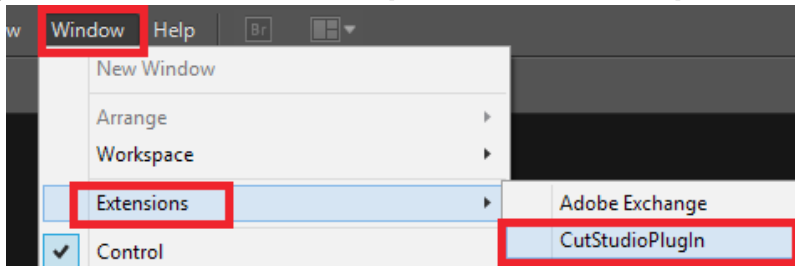 w Window Help Br
New Window
Arrange
Workspace
Extensions
Adobe Exchange
CutStudioPlugIn
Control